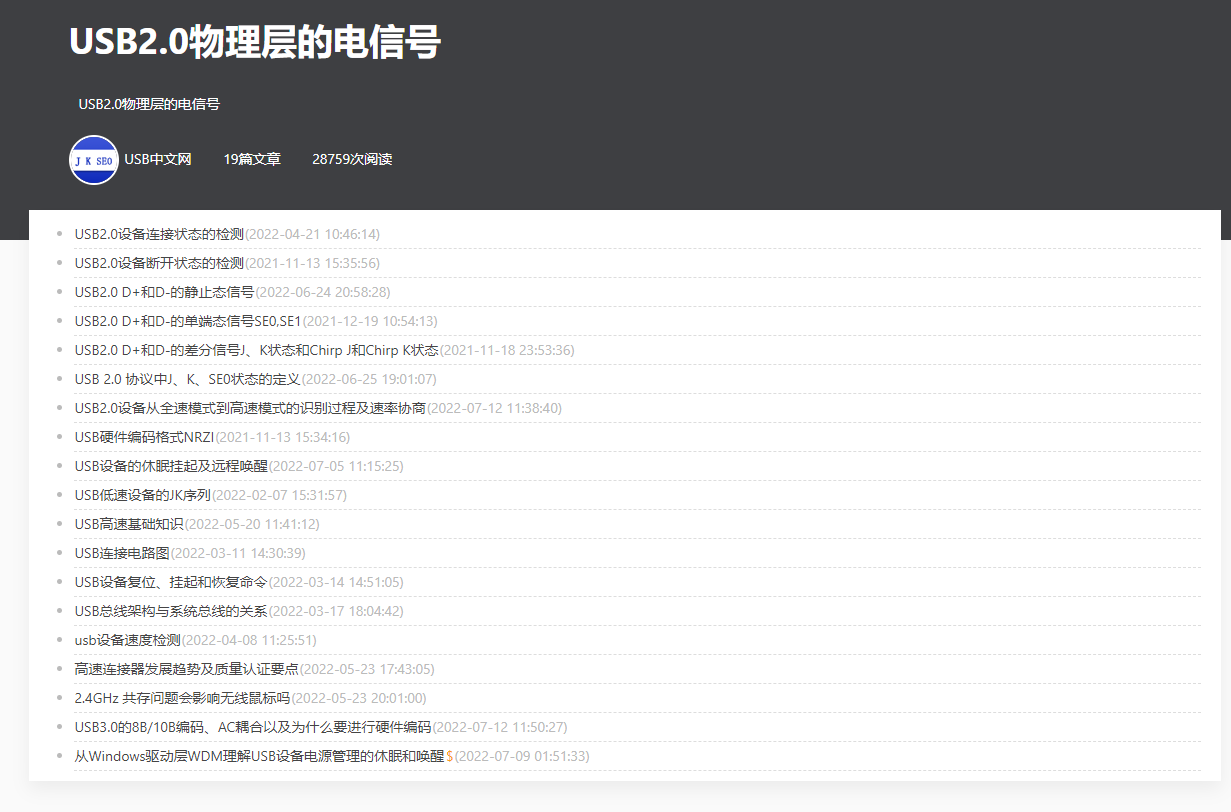 USB2.0物理层的电信号
USB2.0物理层的电信号
J K SEO USB中文网 19篇文章 28759次阅读
USB2.0设备连接状态的检测(2022-04-21 10:46:14)
USB2.0设备断开状态的检测(2021-11-13 15:35:56)
USB2.0 D+和D-的静止态信号(2022-06-24 20:58:28)
USB2.0 D+和D-的单端态信号SE0,SE1(2021-12-19 10:54:13)
USB2.0 D+和D-的差分信号J、K状态和Chirp J和Chirp K状态(2021-11-18 23:53:36)
USB 2.0 协议中J、K、SE0状态的定义(2022-06-25 19:01:07)
USB2.0设备从全速模式到高速模式的识别过程及速率协商(2022-07-12 11:38:40)
USB硬件编码格式NRZI(2021-11-13 15:34:16)
USB设备的休眠挂起及远程唤醒(2022-07-05 11:15:25)
USB低速设备的JK序列(2022-02-07 15:31:57)
USB高速基础知识(2022-05-20 11:41:12)
USB连接电路图(2022-03-11 14:30:39)
USB设备复位、挂起和恢复命令(2022-03-14 14:51:05)
USB总线架构与系统总线的关系(2022-03-17 18:04:42)
usb设备速度检测(2022-04-08 11:25:51)
高速连接器发展趋势及质量认证要点(2022-05-23 17:43:05)
2.4GHz 共存问题会影响无线鼠标吗(2022-05-23 20:01:00)
USB3.0的8B/10B编码、AC耦合以及为什么要进行硬件编码(2022-07-12 11:50:27)
从Windows驱动层WDM理解USB设备电源管理的休眠和唤醒$(2022-07-09 01:51:33)